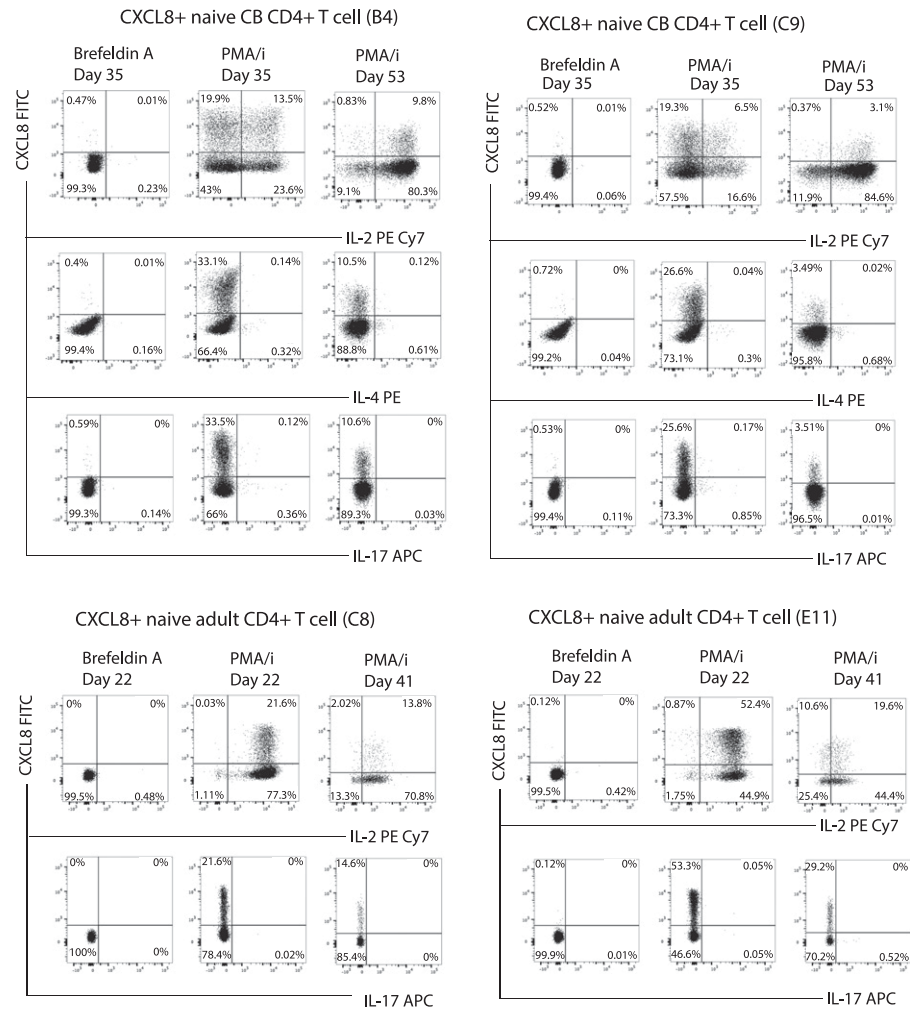 CXCL8+ naive CB CD4+ T cell (B4)
Brefeldin A
Day 35
PMA/i
Day 35
PMA/i
Day 53
CXCL8 FITC
0.47% 0.01%
99.3% 0.23%
19.9% 13.5%
43% 23.6%
0.83% 9.8%
9.1% 80.3%
IL-2 PE Cy7
0.4% 0.01%
99.4% 0.16%
33.1% 0.14%
66.4% 0.32%
10.5% 0.12%
88.8% 0.61%
IL-4 PE
0.59% 0%
99.3% 0.14%
33.5% 0.12%
66% 0.36%
10.6% 0%
89.3% 0.03%
IL-17 APC
CXCL8+ naive CB CD4+ T cell (C9)
Brefeldin A
Day 35
PMA/i
Day 35
PMA/i
Day 53
CXCL8 FITC
0.52% 0.01%
99.4% 0.06%
19.3% 6.5%
57.5% 16.6%
0.37% 3.1%
11.9% 84.6%
IL-2 PE Cy7
0.72% 0%
99.2% 0.04%
26.6% 0.04%
73.1% 0.3%
3.49% 0.02%
95.8% 0.68%
IL-4 PE
0.53% 0%
99.4% 0.11%
25.6% 0.17%
73.3% 0.85%
3.51% 0%
96.5% 0.01%
IL-17 APC
CXCL8+ naive adult CD4+ T cell (C8)
Brefeldin A
Day 22
PMA/i
Day 22
PMA/i
Day 41
CXCL8 FITC
0% 0%
99.5% 0.48%
0.03% 21.6%
1.11% 77.3%
2.02% 13.8%
13.3% 70.8%
IL-2 PE Cy7
0% 0%
100% 0%
21.6% 0%
78.4% 0.02%
14.6% 0%
85.4% 0%
IL-17 APC
CXCL8+ naive adult CD4+ T cell (E11)
Brefeldin A
Day 22
PMA/i
Day 22
PMA/i
Day 41
CXCL8 FITC
0.12% 0%
99.5% 0.42%
0.87% 52.4%
1.75% 44.9%
10.6% 19.6%
25.4% 44.4%
IL-2 PE Cy7
0.12% 0%
99.9% 0.01%
53.3% 0.05%
46.6% 0.05%
29.2% 0%
70.2% 0.52%
IL-17 APC